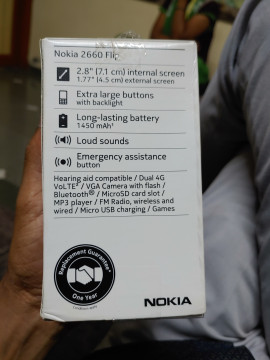 Nokia 2660 Flip
2.8" (7.1 cm) internal screen
1.77" (4.5 cm) external screen
Extra large buttons
with backlight
Long-lasting battery
1450 mAh¹
Loud sounds
Emergency assistance
button
Hearing aid compatible / Dual 4G
VoLTE² / VGA Camera with flash /
Bluetooth® / MicroSD card slot /
MP3 player / FM Radio, wireless and
wired / Micro USB charging / Games
Replacement Guarantee*
One Year
NOKIA